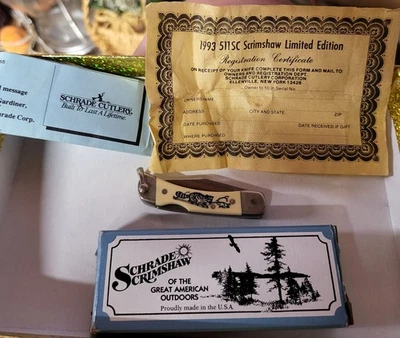 message
Gardiner,
rade Corp.
SCHRADE CUTLERY
Built To Last A Lifetime.
1993 511SC Scrimshaw Limited Edition
Registration Certificate
ON RECEIPT OF YOUR KNIFE COMPLETE THIS FORM AND MAIL TO
OWNERS AND REGISTRATION DEPT.
SCHRADE CUTLERY CORPORATION
ELLENVILLE, NEW YORK 12428
OWNERS NAME
ADDRESS
CITY AND STATE
ZIP
DATE PURCHASED
DATE RECEIVED IF GIFT
WHERE PURCHASED
SCHRADE
SCRIMSHAW
OF THE
GREAT AMERICAN
OUTDOORS
Proudly made in the U.S.A.